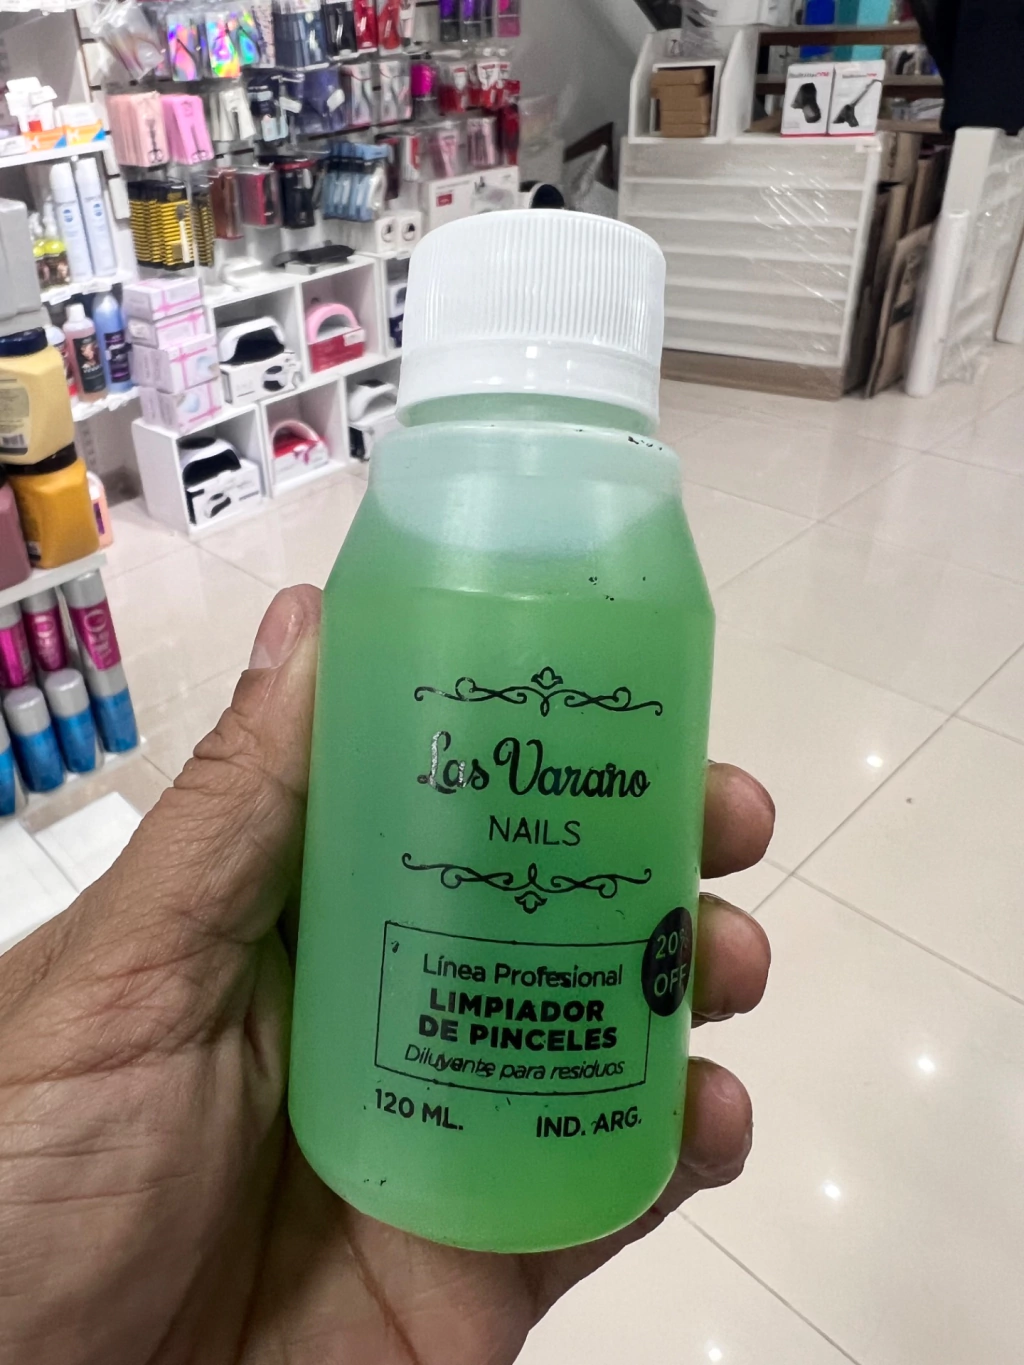 Las Varano
NAILS
Línea Profesional
LIMPIADOR
DE PINCELES
Diluyente para residuos
120 ML.
IND. ARG.
20%
OFF